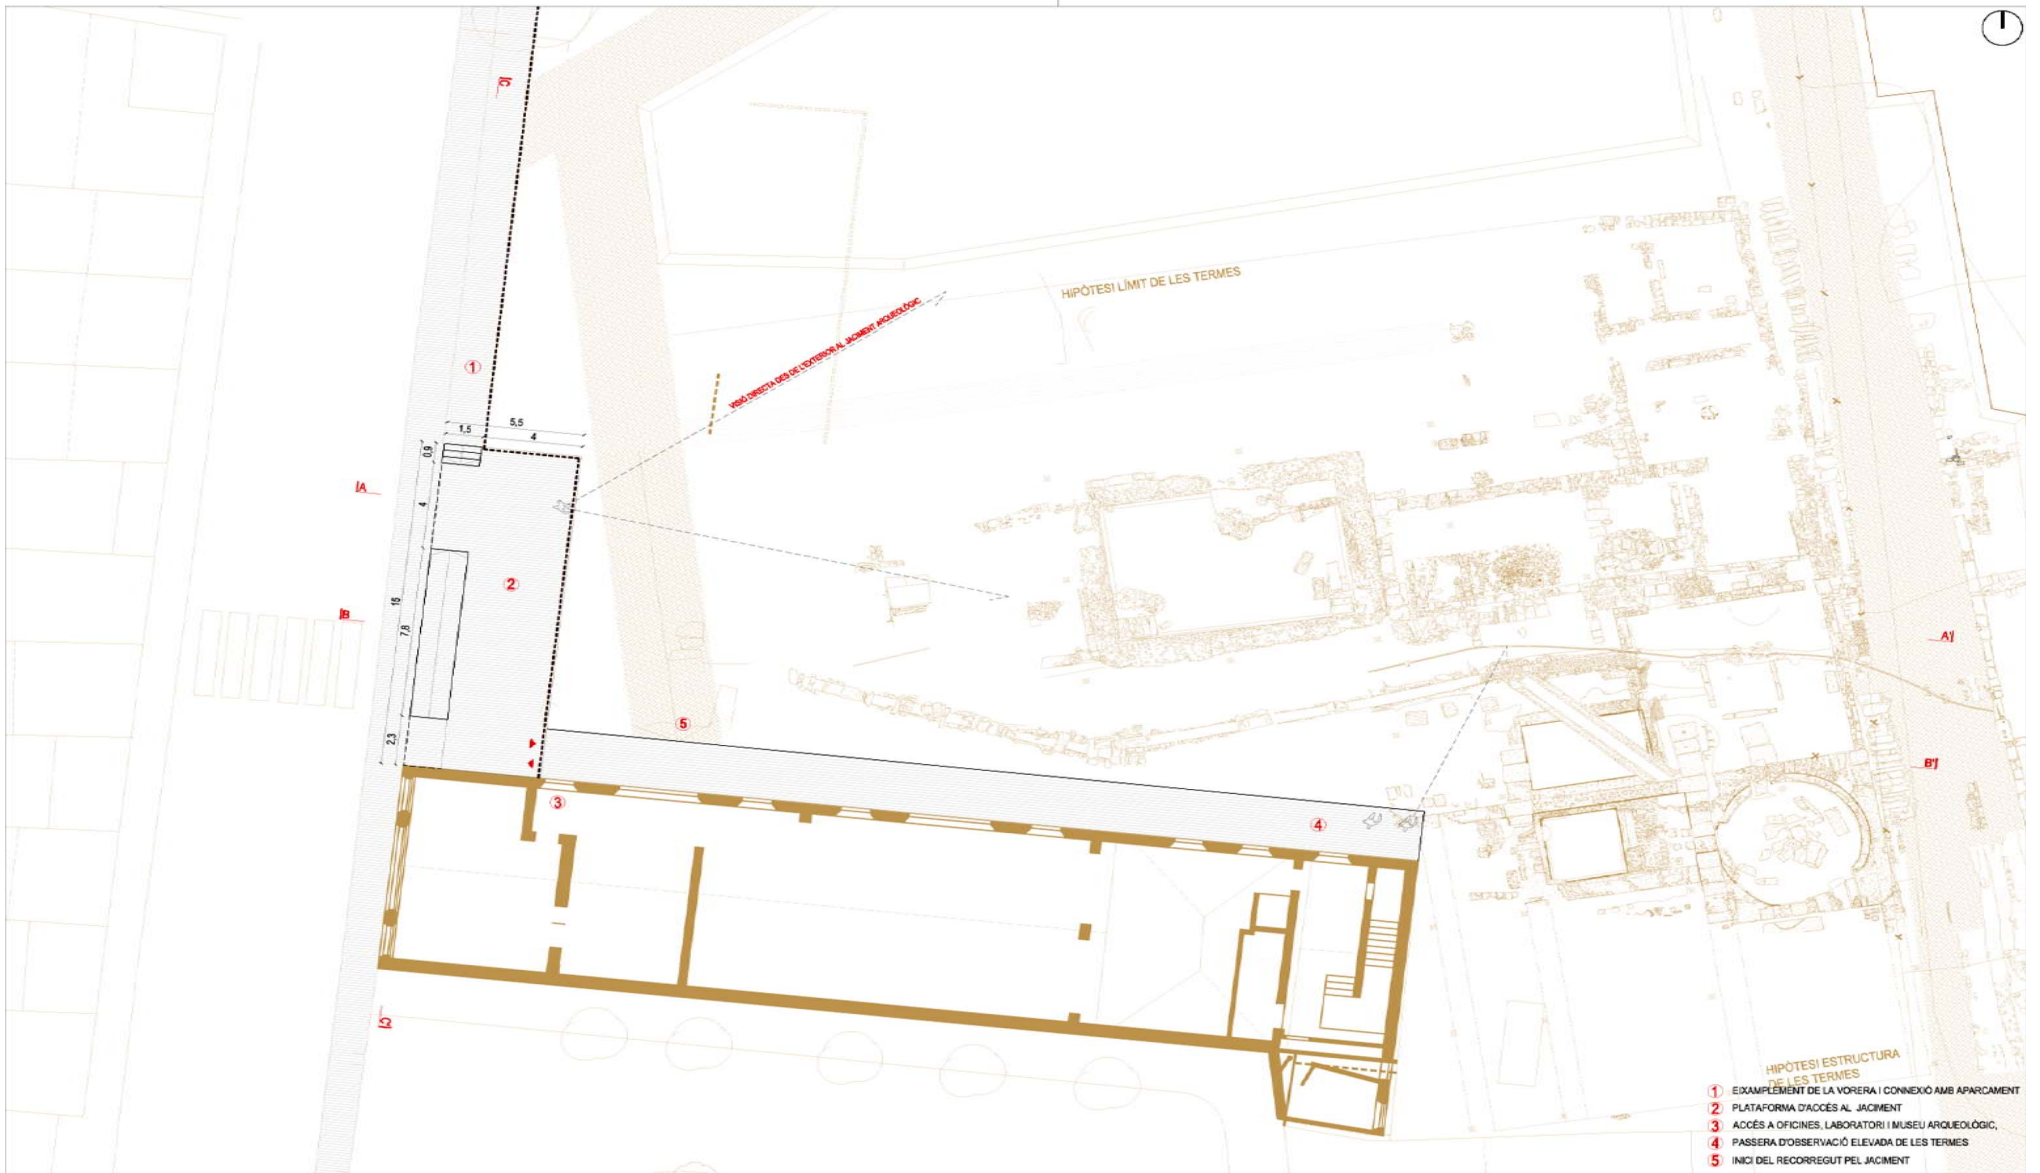 C
HIPÒTESI LÍMIT DE LES TERMES
VISIÓ DIRECTA DES DE L'EXTERIOR AL JACIMENT ARQUEOLÒGIC
1
5,5
1,5
4
0,9
A
4
2
15
B
7,8
A'
5
2,3
B'
3
4
C'
HIPÒTESI ESTRUCTURA
DE LES TERMES
1 EIXAMPLEMENT DE LA VORERA I CONNEXIÓ AMB APARCAMENT
2 PLATAFORMA D'ACCÉS AL JACIMENT
3 ACCÉS A OFICINES, LABORATORI I MUSEU ARQUEOLÒGIC,
4 PASSERA D'OBSERVACIÓ ELEVADA DE LES TERMES
5 INICI DEL RECORREGUT PEL JACIMENT